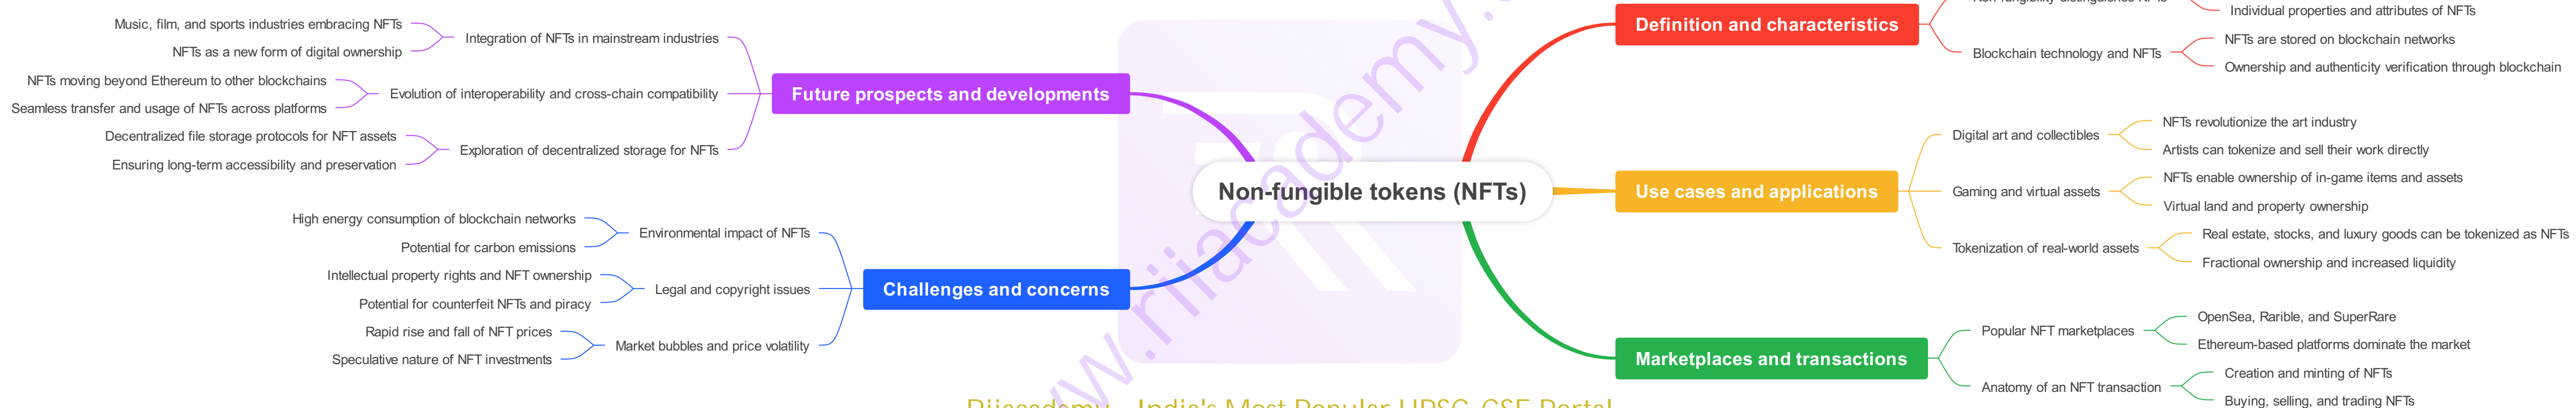 Non-fungible tokens (NFTs)
Definition and characteristics
Individual properties and attributes of NFTs
Blockchain technology and NFTs
NFTs are stored on blockchain networks
Ownership and authenticity verification through blockchain
Use cases and applications
Digital art and collectibles
NFTs revolutionize the art industry
Artists can tokenize and sell their work directly
Gaming and virtual assets
NFTs enable ownership of in-game items and assets
Virtual land and property ownership
Tokenization of real-world assets
Real estate, stocks, and luxury goods can be tokenized as NFTs
Fractional ownership and increased liquidity
Marketplaces and transactions
Popular NFT marketplaces
OpenSea, Rarible, and SuperRare
Ethereum-based platforms dominate the market
Anatomy of an NFT transaction
Creation and minting of NFTs
Buying, selling, and trading NFTs
Future prospects and developments
Integration of NFTs in mainstream industries
Music, film, and sports industries embracing NFTs
NFTs as a new form of digital ownership
Evolution of interoperability and cross-chain compatibility
NFTs moving beyond Ethereum to other blockchains
Seamless transfer and usage of NFTs across platforms
Exploration of decentralized storage for NFTs
Decentralized file storage protocols for NFT assets
Ensuring long-term accessibility and preservation
Challenges and concerns
Environmental impact of NFTs
High energy consumption of blockchain networks
Potential for carbon emissions
Legal and copyright issues
Intellectual property rights and NFT ownership
Potential for counterfeit NFTs and piracy
Market bubbles and price volatility
Rapid rise and fall of NFT prices
Speculative nature of NFT investments
India's Most Popular UPSC-CSE Portal